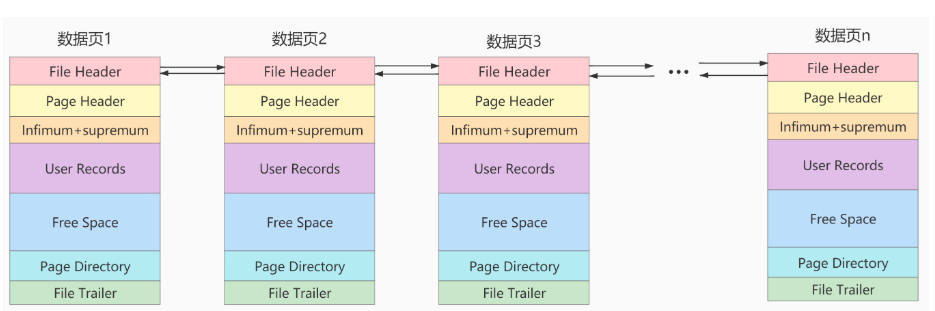 数据页1
数据页2
数据页3
数据页n
File Header
File Header
File Header
...
File Header
Page Header
Page Header
Page Header
Page Header
Infimum+supremum
Infimum+supremum
Infimum+supremum
Infimum+supremum
User Records
User Records
User Records
User Records
Free Space
Free Space
Free Space
Free Space
Page Directory
Page Directory
Page Directory
Page Directory
File Trailer
File Trailer
File Trailer
File Trailer